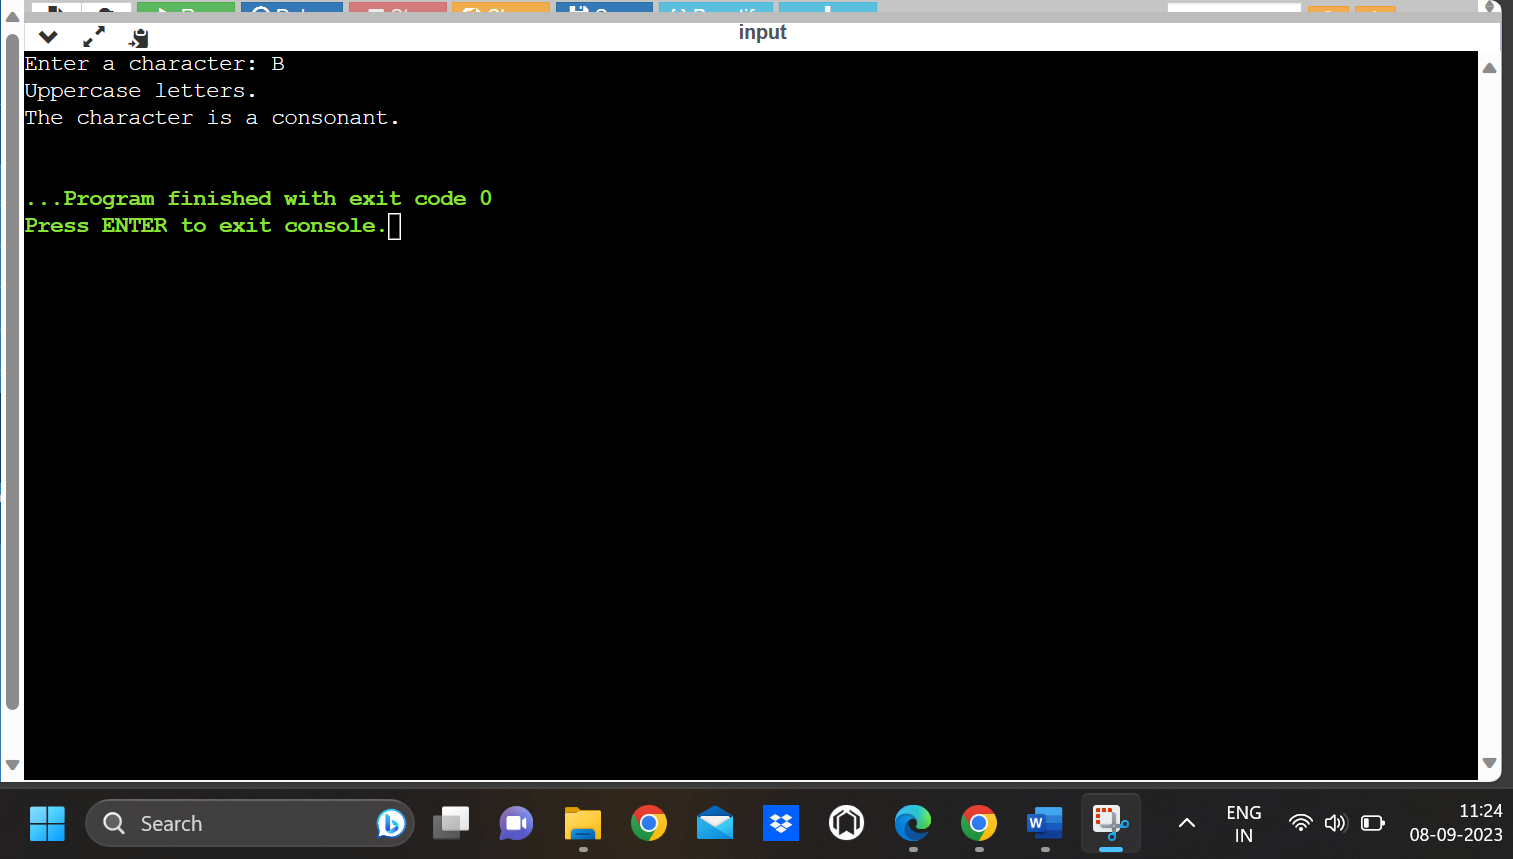 input
Enter a character: B
Uppercase letters.
The character is a consonant.
...Program finished with exit code 0
Press ENTER to exit console.
Search
W
ENG
IN
11:24
08-09-2023